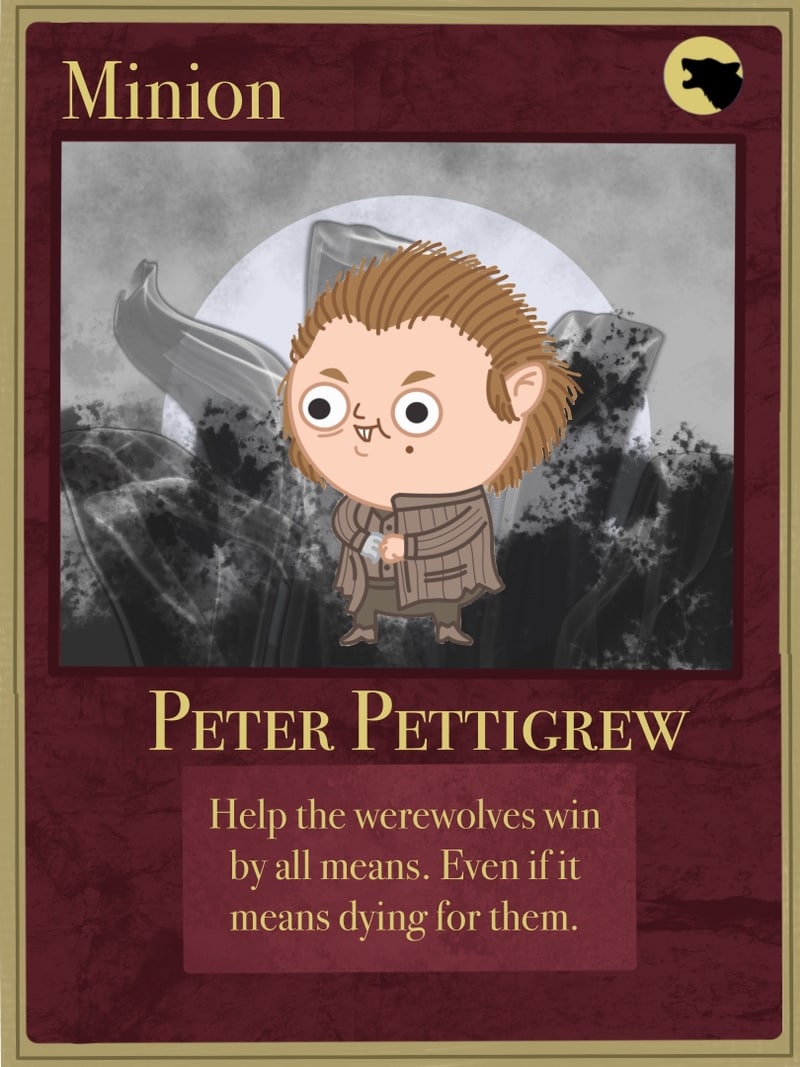 Minion
Peter Pettigrew
Help the werewolves win
by all means. Even if it
means dying for them.